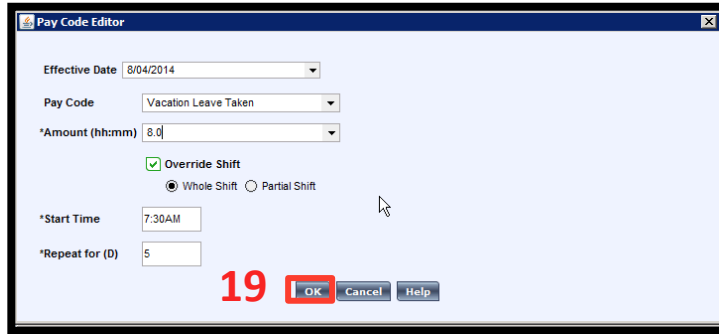 Pay Code Editor
Effective Date 8/04/2014
Pay Code Vacation Leave Taken
*Amount (hh:mm) 8.0
Override Shift
Whole Shift Partial Shift
*Start Time 7:30AM
*Repeat for (D) 5
19 OK Cancel Help